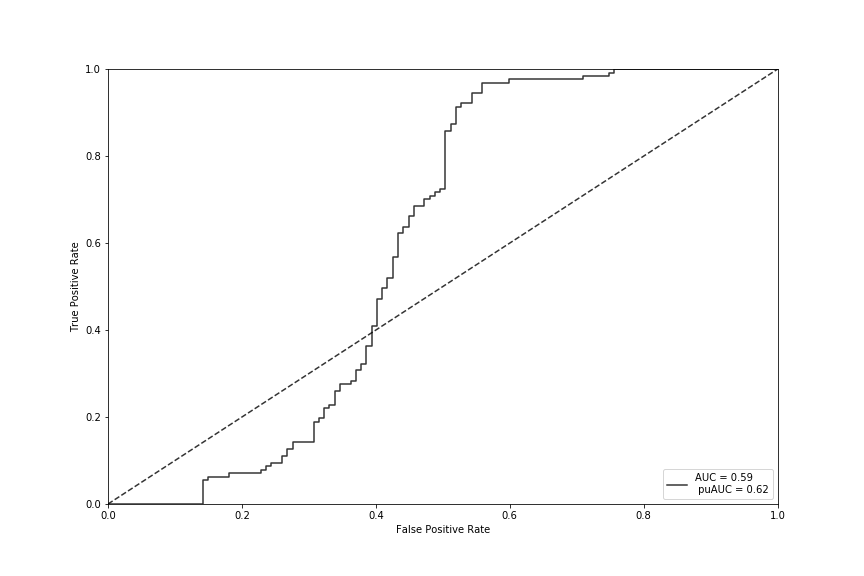 1.0
0.8
0.6
0.4
0.2
0.0
True Positive Rate
AUC = 0.59
puAUC = 0.62
0.0 0.2 0.4 0.6 0.8 1.0
False Positive Rate